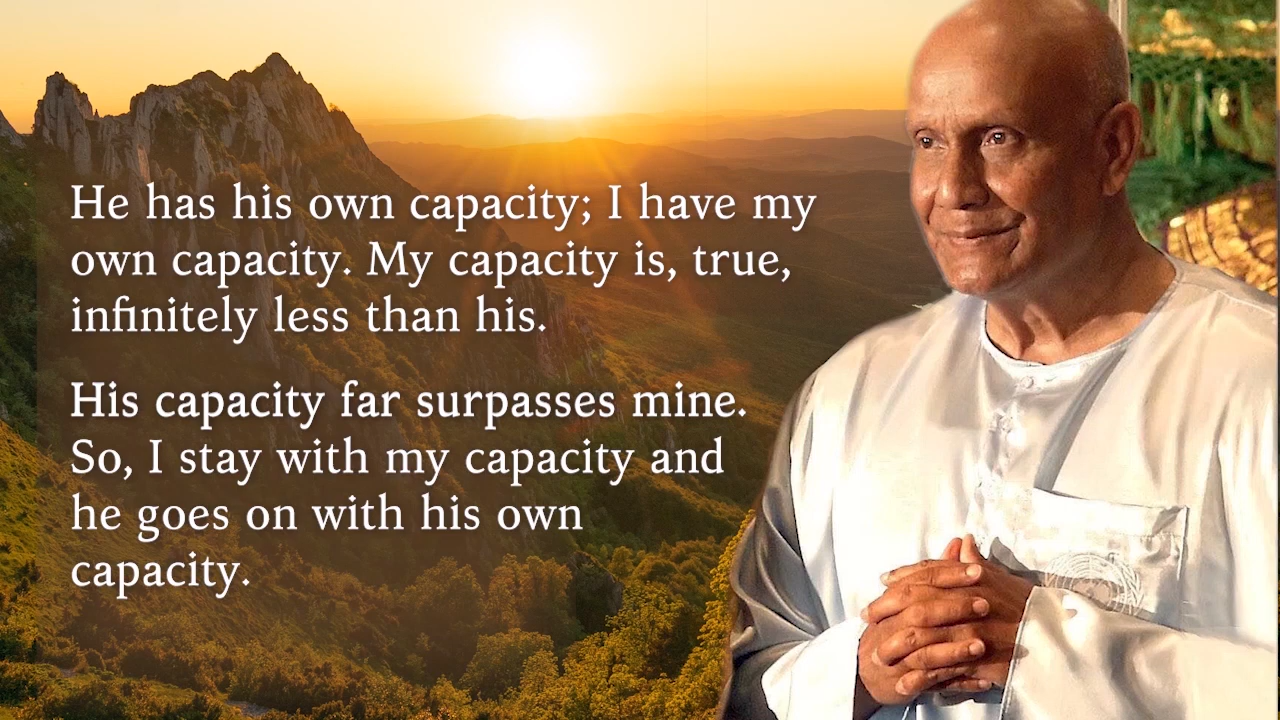 He has his own capacity; I have my
own capacity. My capacity is, true,
infinitely less than his.
His capacity far surpasses mine.
So, I stay with my capacity and
he goes on with his own
capacity.